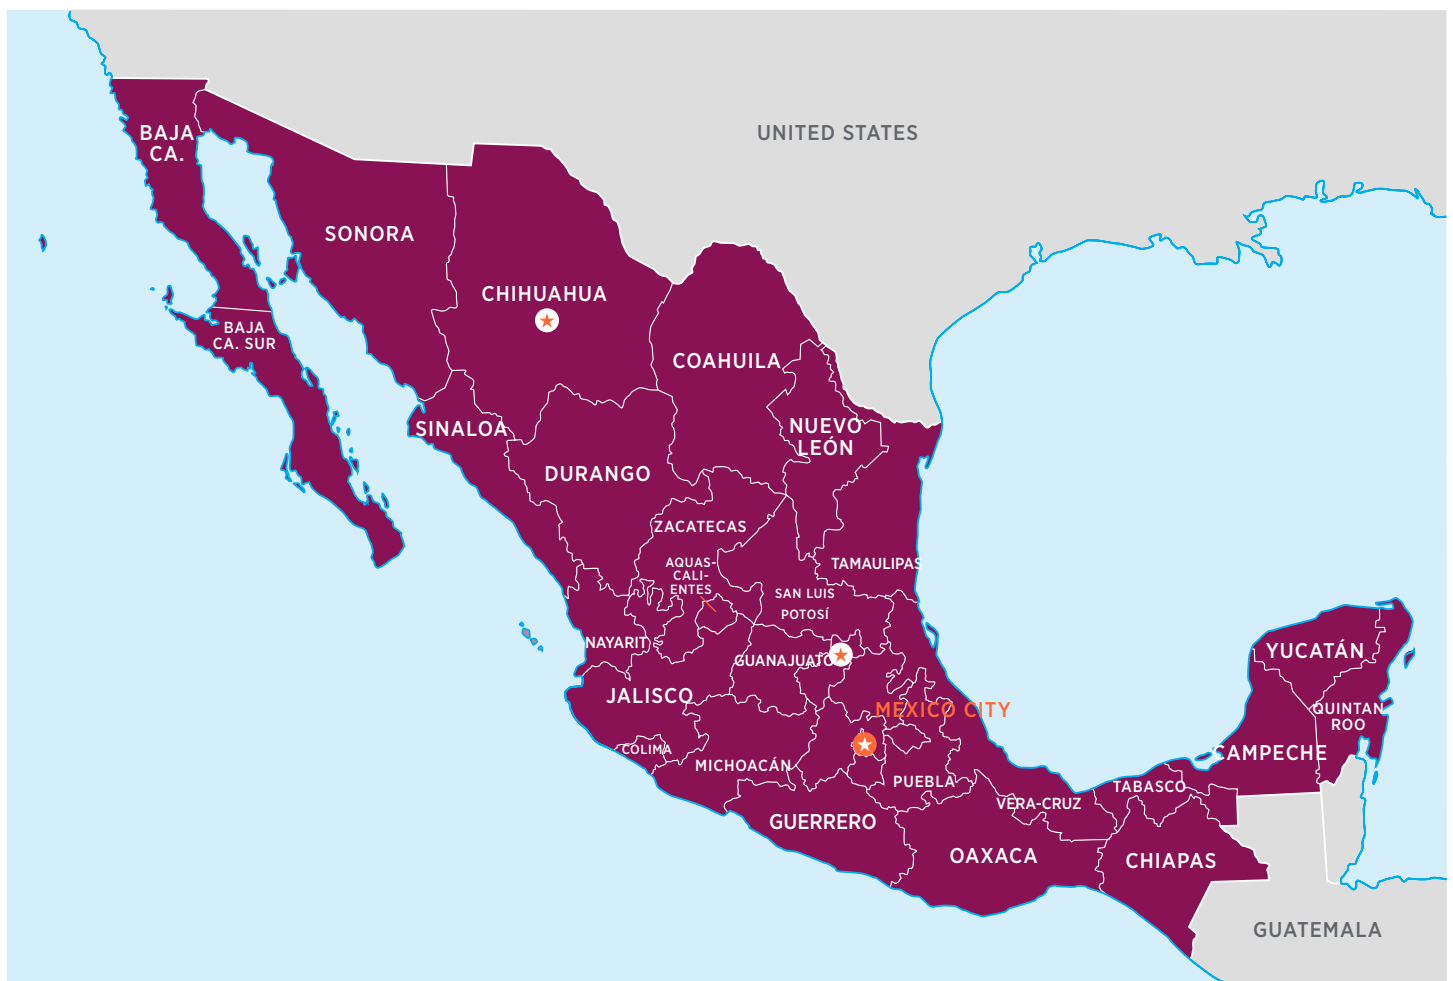 UNITED STATES
BAJA
CA.
SONORA
CHIHUAHUA
BAJA
CA. SUR
COAHUILA
SINALOA
NUEVO
LEÓN
DURANGO
ZACATECAS
AQUAS-
CALI-
ENTES
TAMAULIPAS
SAN LUIS
POTOSÍ
NAYARIT
GUANAJUATO
YUCATÁN
JALISCO
MEXICO CITY
QUINTAN
ROO
COLIMA
MICHOACÁN
CAMPECHE
PUEBLA
TABASCO
VERA-CRUZ
GUERRERO
OAXACA
CHIAPAS
GUATEMALA